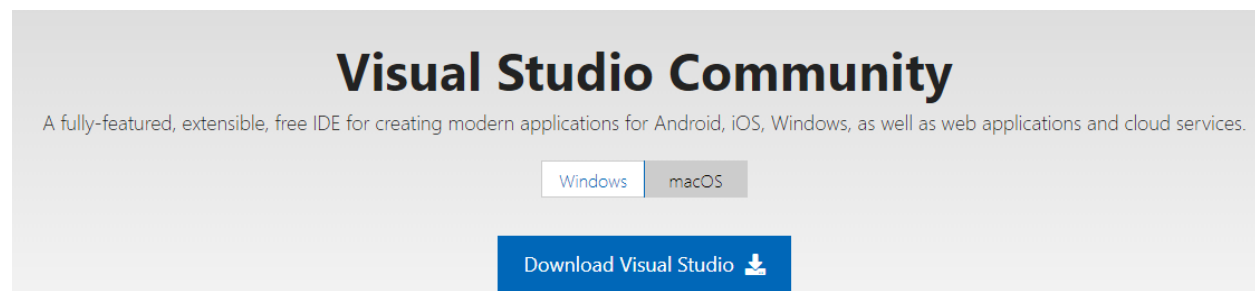 Visual Studio Community
A fully-featured, extensible, free IDE for creating modern applications for Android, iOS, Windows, as well as web applications and cloud services.
Windows macOS
Download Visual Studio